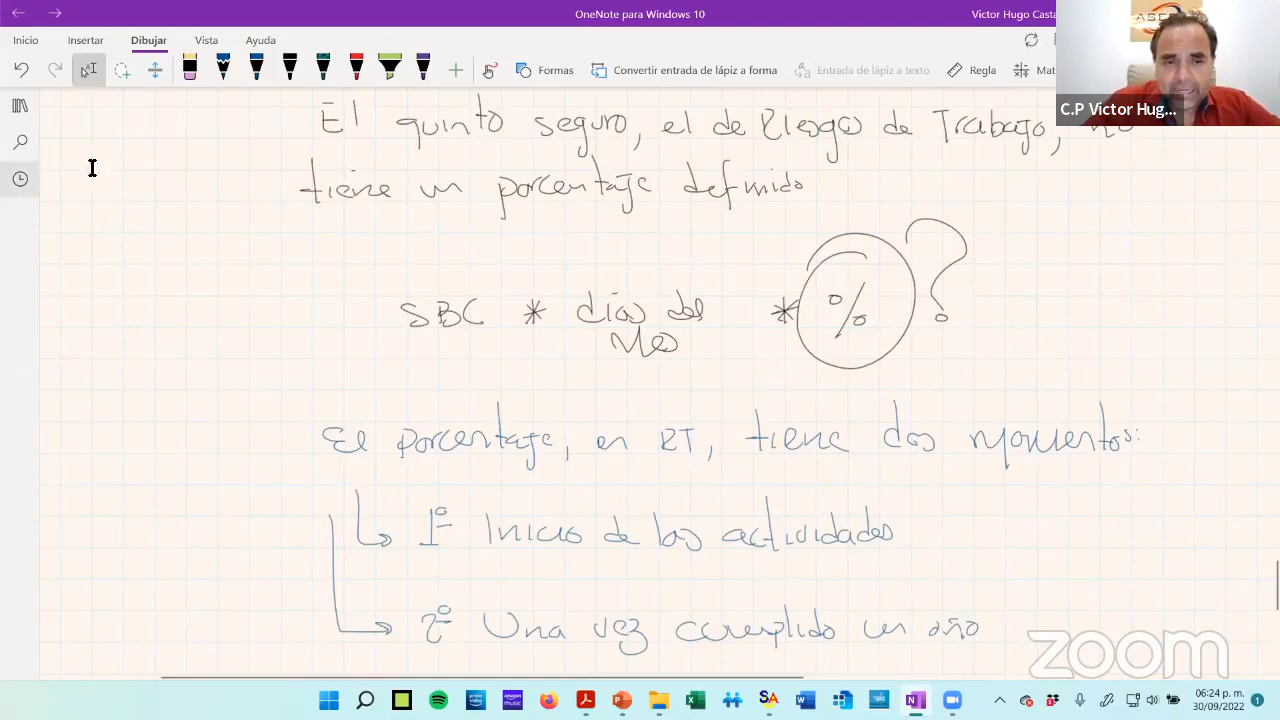 OneNote para Windows 10
Victor Hugo Casta
Inicio Insertar Dibujar Vista Ayuda
Formas Convertir entrada de lápiz a forma Entrada de lápiz a texto Regla Mat
C.P Victor Hug...
El quinto seguro, el de Riesgo de Trabajo, no
tiene un porcentaje definido
SBC * días del * % ?
Mes
El porcentaje, en RT, tiene dos momentos:
1º Inicio de las actividades
2º Una vez cumplido un año
zoom
06:24 p. m.
30/09/2022